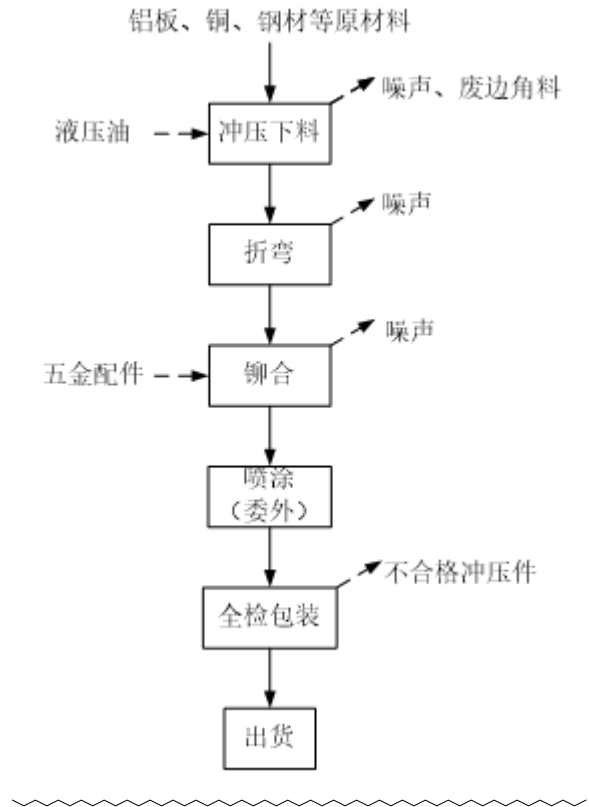 铝板、铜、钢材等原材料
噪声、废边角料
液压油
冲压下料
噪声
折弯
噪声
五金配件
铆合
喷涂
（委外）
不合格冲压件
全检包装
出货